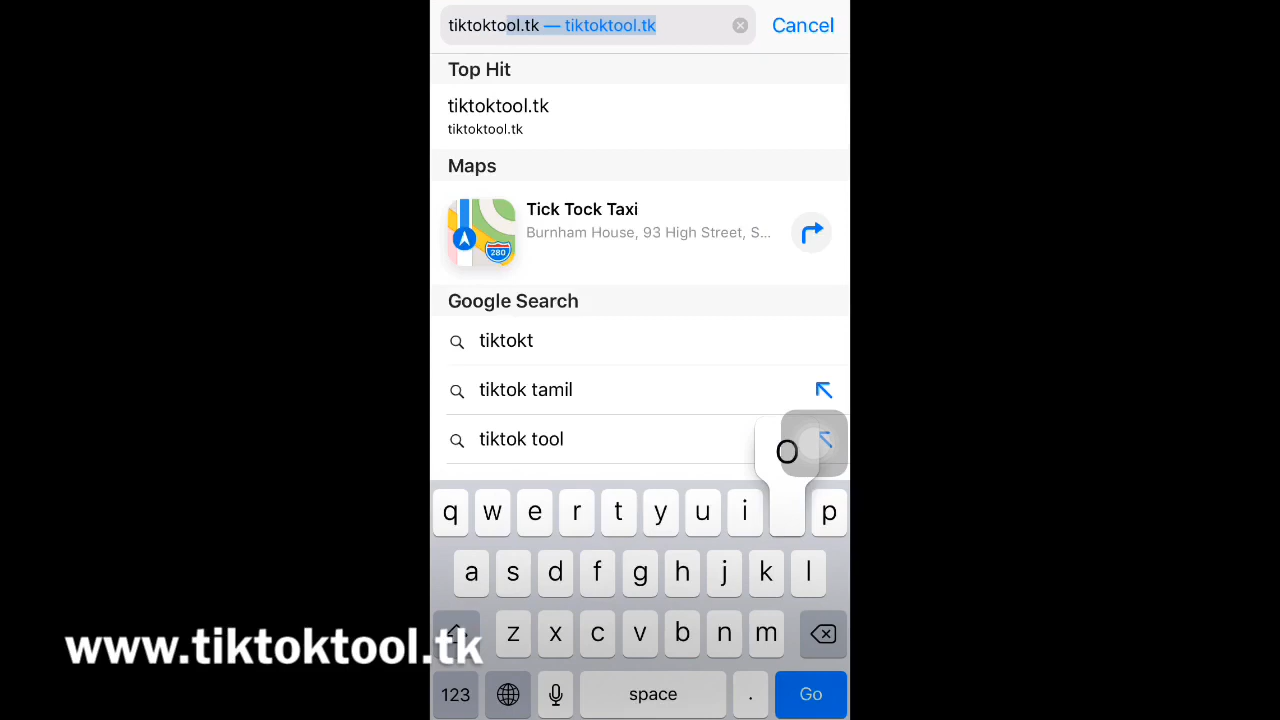 tiktoktool.tk — tiktoktool.tk
Cancel
Top Hit
tiktoktool.tk
tiktoktool.tk
Maps
280
Tick Tock Taxi
Burnham House, 93 High Street, S...
Google Search
tiktokt
tiktok tamil
tiktok tool
O
q w e r t y u i p
a s d f g h j k l
z x c v b n m
www.tiktoktool.tk
123 space . Go